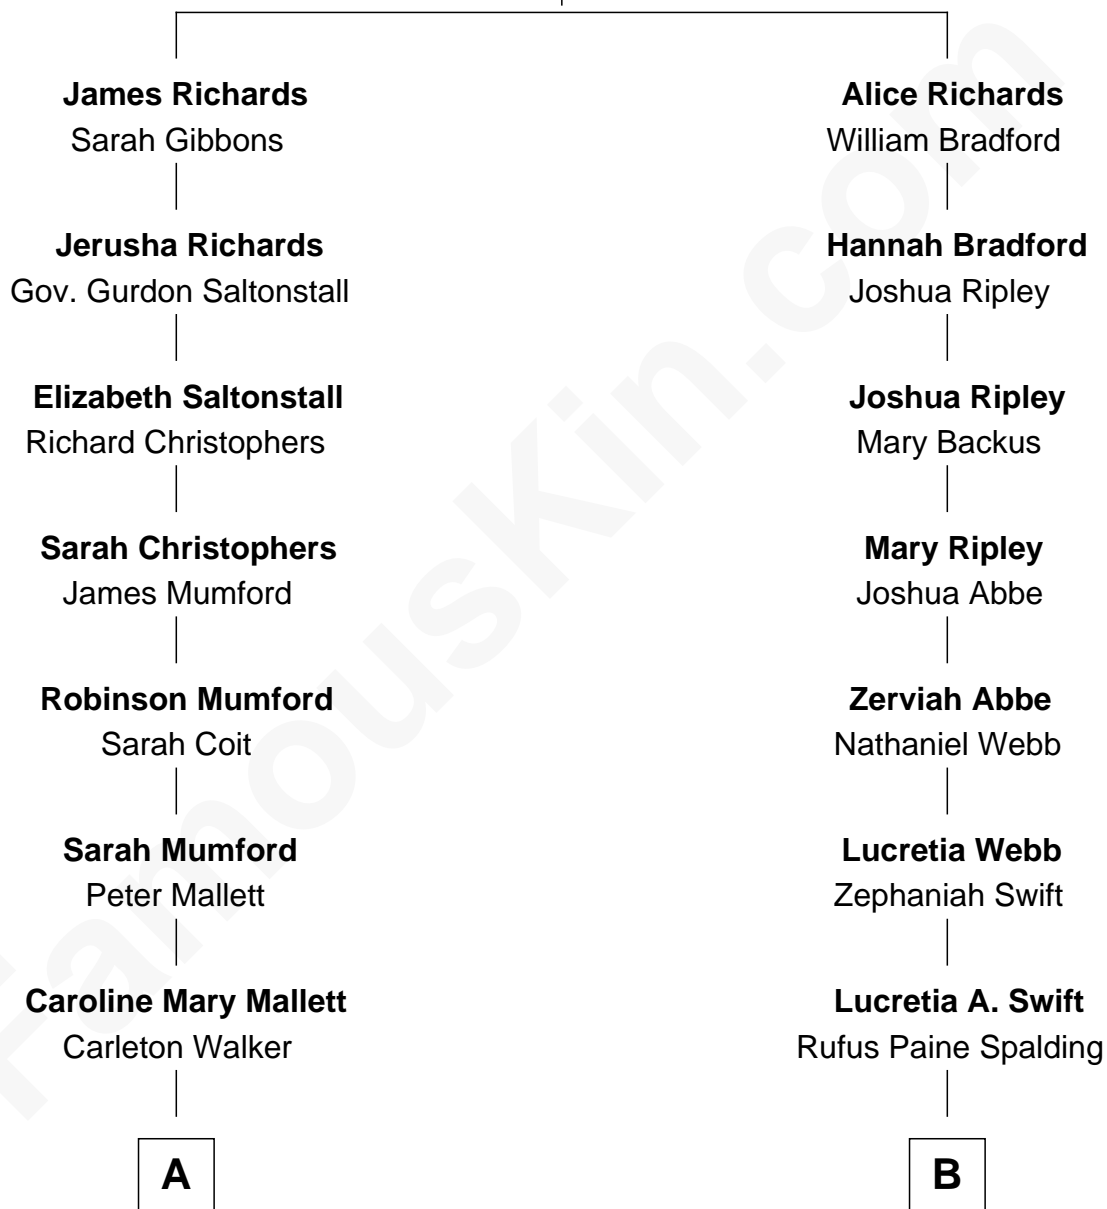 James Richards
Sarah Gibbons
Jerusha Richards
Gov. Gurdon Saltonstall
Elizabeth Saltonstall
Richard Christophers
Sarah Christophers
James Mumford
Robinson Mumford
Sarah Coit
Sarah Mumford
Peter Mallett
Caroline Mary Mallett
Carleton Walker
A
Alice Richards
William Bradford
Hannah Bradford
Joshua Ripley
Joshua Ripley
Mary Backus
Mary Ripley
Joshua Abbe
Zerviah Abbe
Nathaniel Webb
Lucretia Webb
Zephaniah Swift
Lucretia A. Swift
Rufus Paine Spalding
B
FamousKin.com